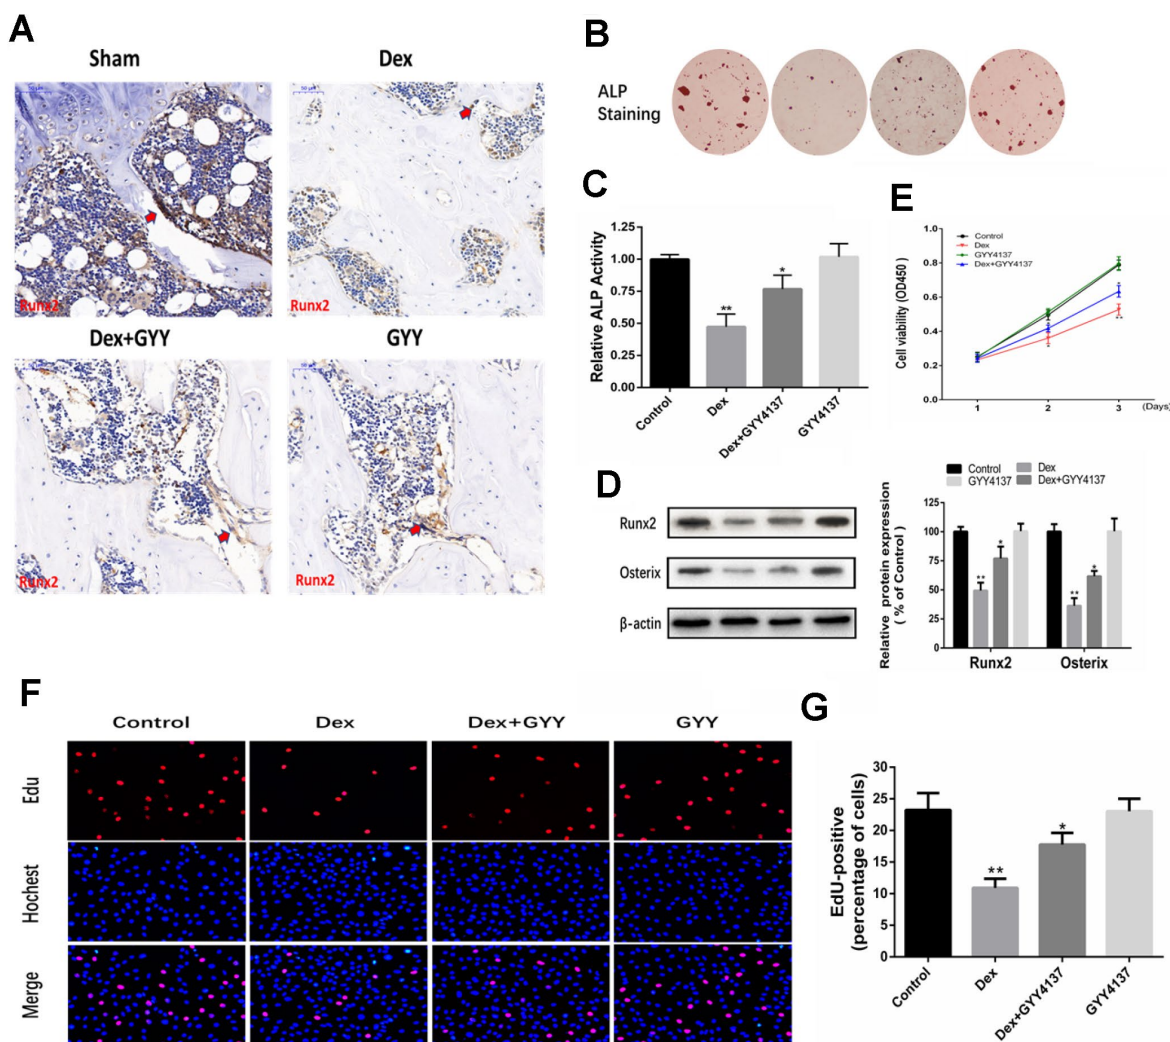 A
Sham
Dex
50 μm
Runx2
Runx2
Dex+GYY
GYY
Runx2
Runx2
B
ALP
Staining
C
Relative ALP Activity
1.25
1.00
0.75
0.50
0.25
0.00
**
*
Control
Dex
Dex+GYY4137
GYY4137
E
Cell viability (OD450 )
1.0
0.8
0.6
0.4
0.2
0.0
Control
Dex
GYY4137
Dex+GYY4137
*
*
**
1
2
3
(Days)
D
Runx2
Osterix
β-actin
Control
Dex
GYY4137
Dex+GYY4137
Relative protein expression
( % of Control)
125
100
75
50
25
0
**
*
**
*
Runx2
Osterix
F
Control
Dex
Dex+GYY
GYY
Edu
Hochest
Merge
G
EdU-positive
(percentage of cells)
30
25
20
15
10
5
0
**
*
Control
Dex
Dex+GYY4137
GYY4137